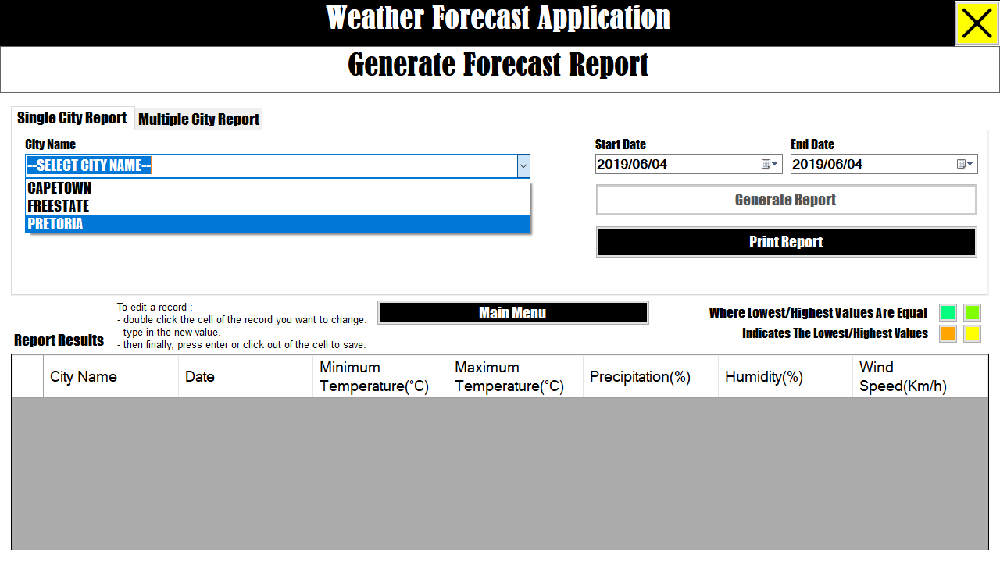 Weather Forecast Application
Generate Forecast Report
Single City Report
Multiple City Report
City Name
--SELECT CITY NAME--
CAPETOWN
FREESTATE
PRETORIA
Start Date
End Date
2019/06/04
2019/06/04
Generate Report
Print Report
To edit a record :
- double click the cell of the record you want to change.
- type in the new value.
- then finally, press enter or click out of the cell to save.
Main Menu
Where Lowest/Highest Values Are Equal
Indicates The Lowest/Highest Values
Report Results
City Name
Date
Minimum
Temperature(°C)
Maximum
Temperature(°C)
Precipitation(%)
Humidity(%)
Wind
Speed(Km/h)